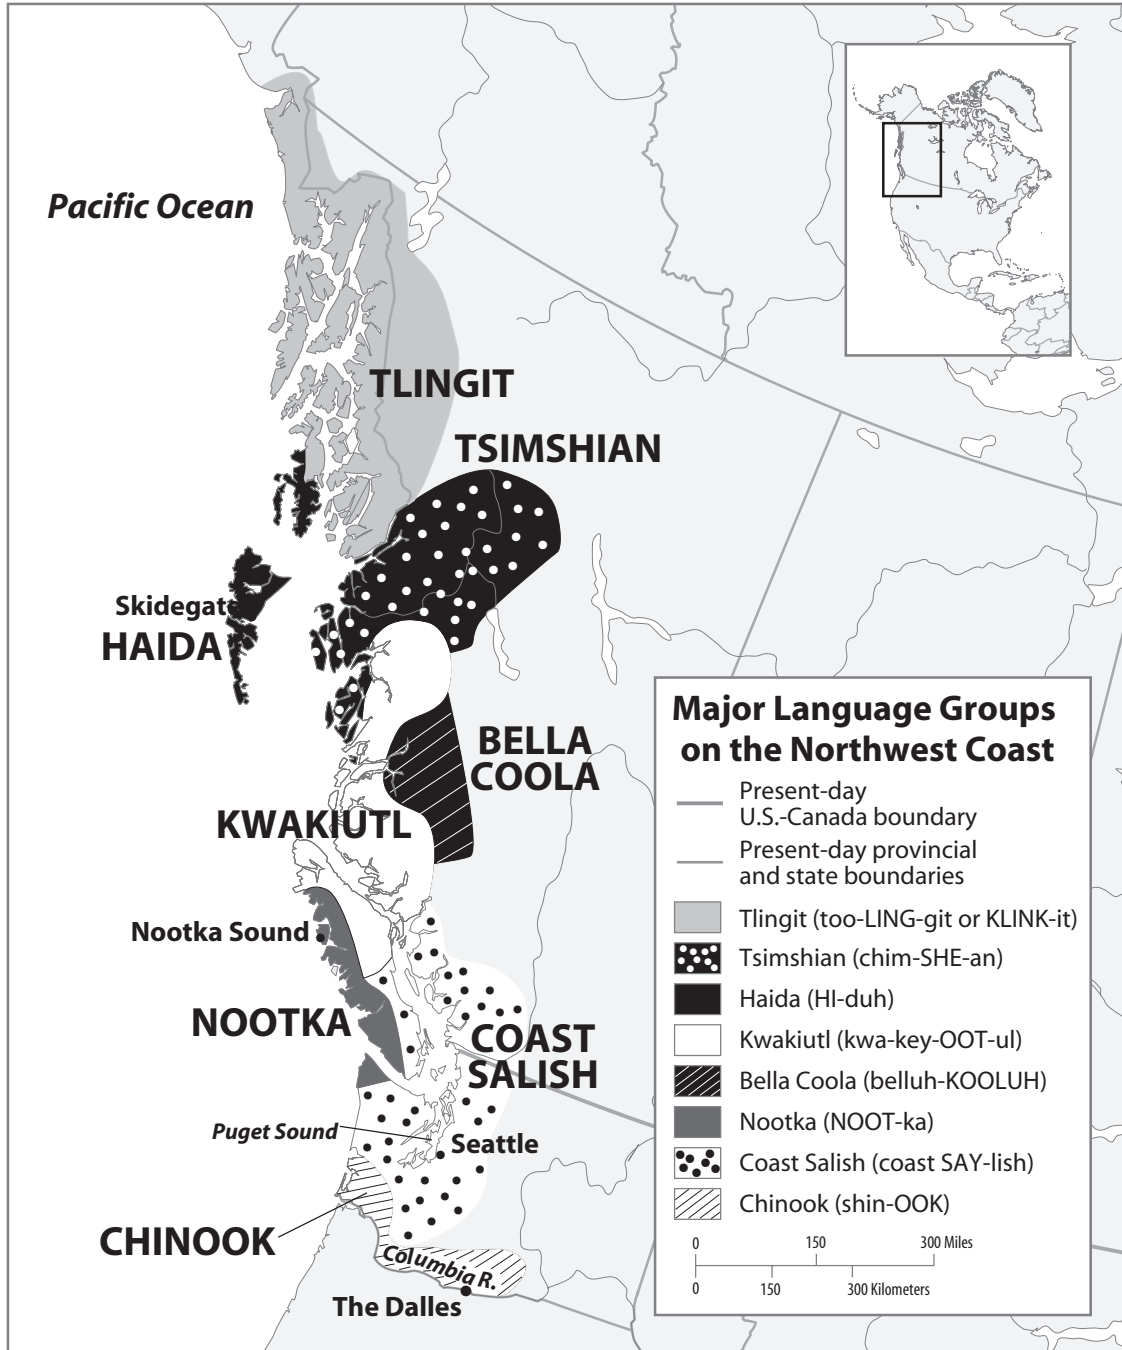 Pacific Ocean
TLINGIT
TSIMSHIAN
Skidegat
HAIDA
BELLA
COOLA
KWAKIUTL
Nootka Sound
NOOTKA
COAST
SALISH
Puget Sound
Seattle
CHINOOK
Columbia R.
The Dalles
Major Language Groups
on the Northwest Coast
Present-day
U.S.-Canada boundary
Present-day provincial
and state boundaries
Tlingit (too-LING-git or KLINK-it)
Tsimshian (chim-SHE-an)
Haida (HI-duh)
Kwakiutl (kwa-key-OOT-ul)
Bella Coola (belluh-KOOLUH)
Nootka (NOOT-ka)
Coast Salish (coast SAY-lish)
Chinook (shin-OOK)
0 150 300 Miles
0 150 300 Kilometers